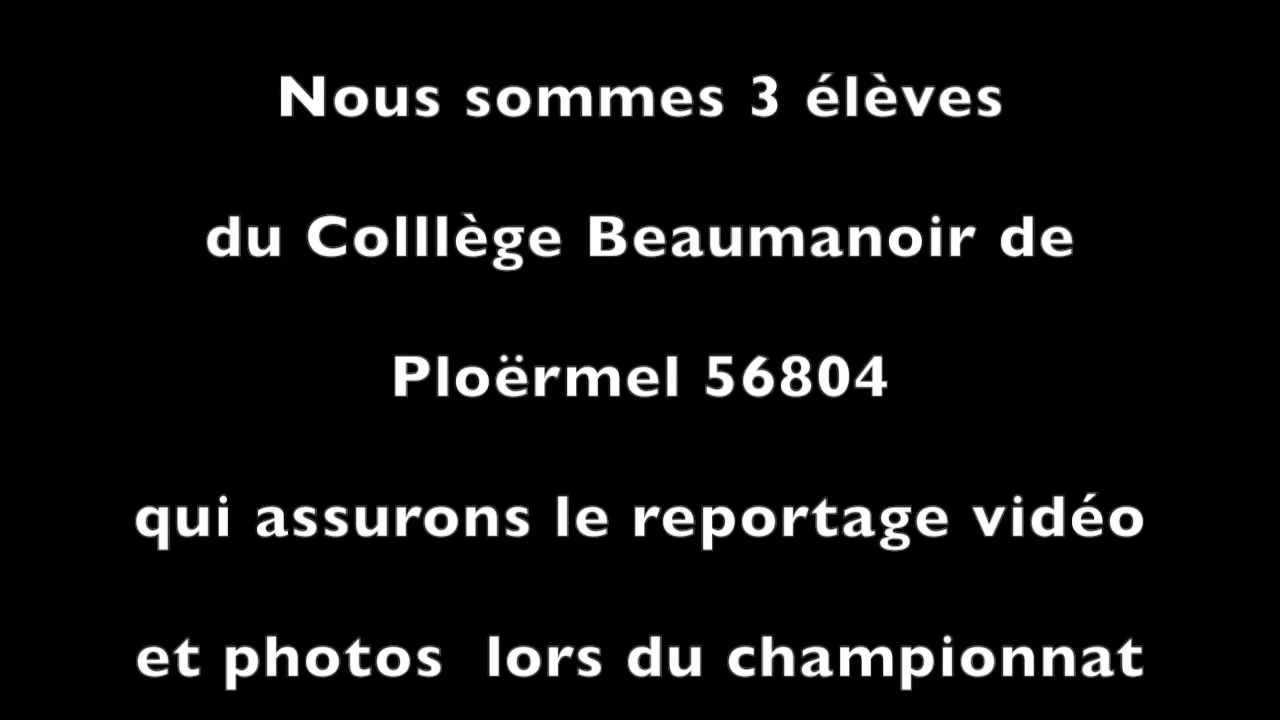 Nous sommes 3 élèves
du Colllège Beaumanoir de
Ploërmel 56804
qui assurons le reportage vidéo
et photos  lors du championnat